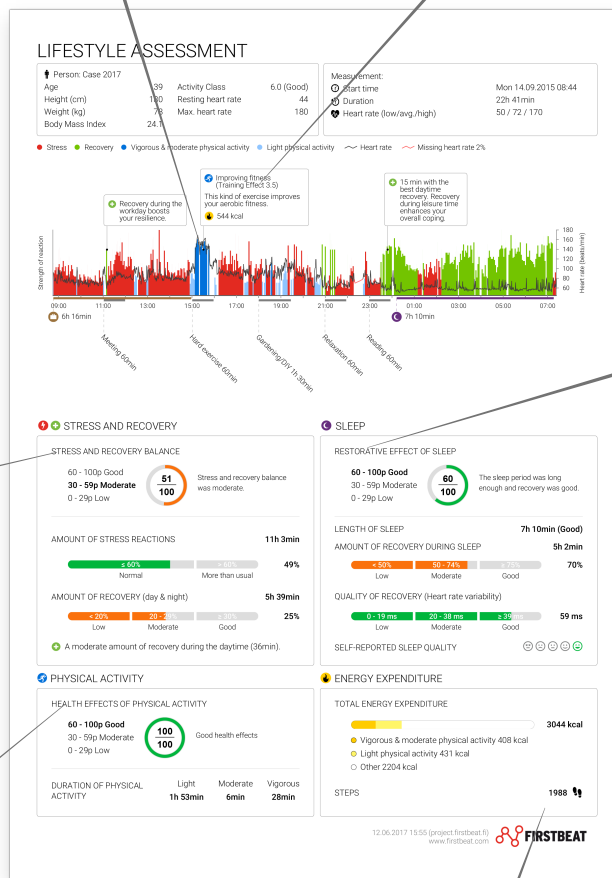 LIFESTYLE ASSESSMENT
Person: Case 2017
Age 39 Activity Class 6.0 (Good)
Height (cm) 180 Resting heart rate 44
Weight (kg) 78 Max. heart rate 180
Body Mass Index 24.1
Measurement:
Start time Mon 14.09.2015 08:44
Duration 22h 41min
Heart rate (low/avg./high) 50 / 72 / 170
Stress Recovery Vigorous & moderate physical activity Light physical activity Heart rate Missing heart rate 2%
Recovery during the
workday boosts
your resilience.
Improving fitness
(Training Effect 3.5)
This kind of exercise improves
your aerobic fitness.
544 kcal
15 min with the
best daytime
recovery. Recovery
during leisure time
enhances your
overall coping.
Strength of reaction
180
160
140
120
100
80
60
Heart rate (beats/min)
09:00 11:00 13:00 15:00 17:00 19:00 21:00 23:00 01:00 03:00 05:00 07:00
6h 16min
7h 10min
Meeting 60min
Hard exercise 60min
Gardening/DIY 1h 30min
Relaxation 60min
Reading 60min
STRESS AND RECOVERY
STRESS AND RECOVERY BALANCE
60 - 100p Good
30 - 59p Moderate
0 - 29p Low
51
100
Stress and recovery balance
was moderate.
AMOUNT OF STRESS REACTIONS 11h 3min
≤ 60% > 60% 49%
Normal More than usual
AMOUNT OF RECOVERY (day & night) 5h 39min
< 20% 20 - 29% ≥ 30% 25%
Low Moderate Good
A moderate amount of recovery during the daytime (36min).
SLEEP
RESTORATIVE EFFECT OF SLEEP
60 - 100p Good
30 - 59p Moderate
0 - 29p Low
60
100
The sleep period was long
enough and recovery was good.
LENGTH OF SLEEP 7h 10min (Good)
AMOUNT OF RECOVERY DURING SLEEP 5h 2min
< 50% 50 - 74% ≥ 75% 70%
Low Moderate Good
QUALITY OF RECOVERY (Heart rate variability)
0 - 19 ms 20 - 38 ms ≥ 39 ms 59 ms
Low Moderate Good
SELF-REPORTED SLEEP QUALITY
PHYSICAL ACTIVITY
HEALTH EFFECTS OF PHYSICAL ACTIVITY
60 - 100p Good
30 - 59p Moderate
0 - 29p Low
100
100
Good health effects
DURATION OF PHYSICAL
ACTIVITY
Light Moderate Vigorous
1h 53min 6min 28min
ENERGY EXPENDITURE
TOTAL ENERGY EXPENDITURE
3044 kcal
Vigorous & moderate physical activity 408 kcal
Light physical activity 431 kcal
Other 2204 kcal
STEPS 1988
12.06.2017 15:55 (project.firstbeat.fi)
www.firstbeat.com
FIRSTBEAT